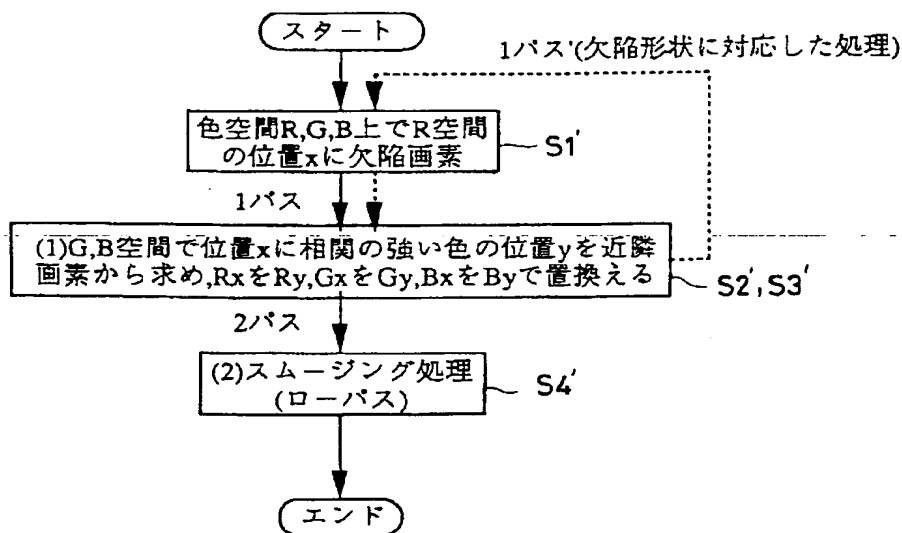 スタート
1パス'(欠陥形状に対応した処理)
色空間R,G,B上でR空間
の位置xに欠陥画素
S1'
1パス
(1)G,B空間で位置xに相関の強い色の位置yを近隣
画素から求め,RxをRy,GxをGy,BxをByで置換える
S2',S3'
2パス
(2)スムージング処理
(ローパス)
S4'
エンド